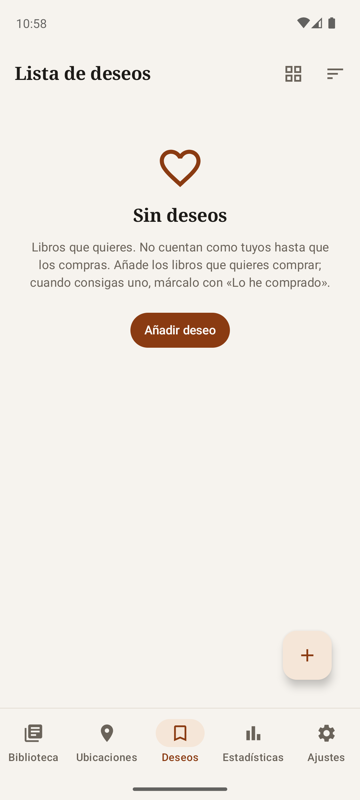 10:58
Lista de deseos
Sin deseos
Libros que quieres. No cuentan como tuyos hasta que
los compras. Añade los libros que quieres comprar;
cuando consigas uno, márcalo con «Lo he comprado».
Añadir deseo
Biblioteca
Ubicaciones
Deseos
Estadísticas
Ajustes